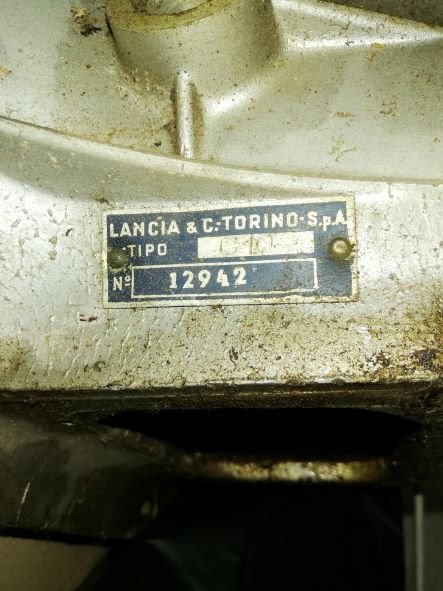 LANCIA & C.-TORINO-S.p.A.
TIPO
Nº 12942